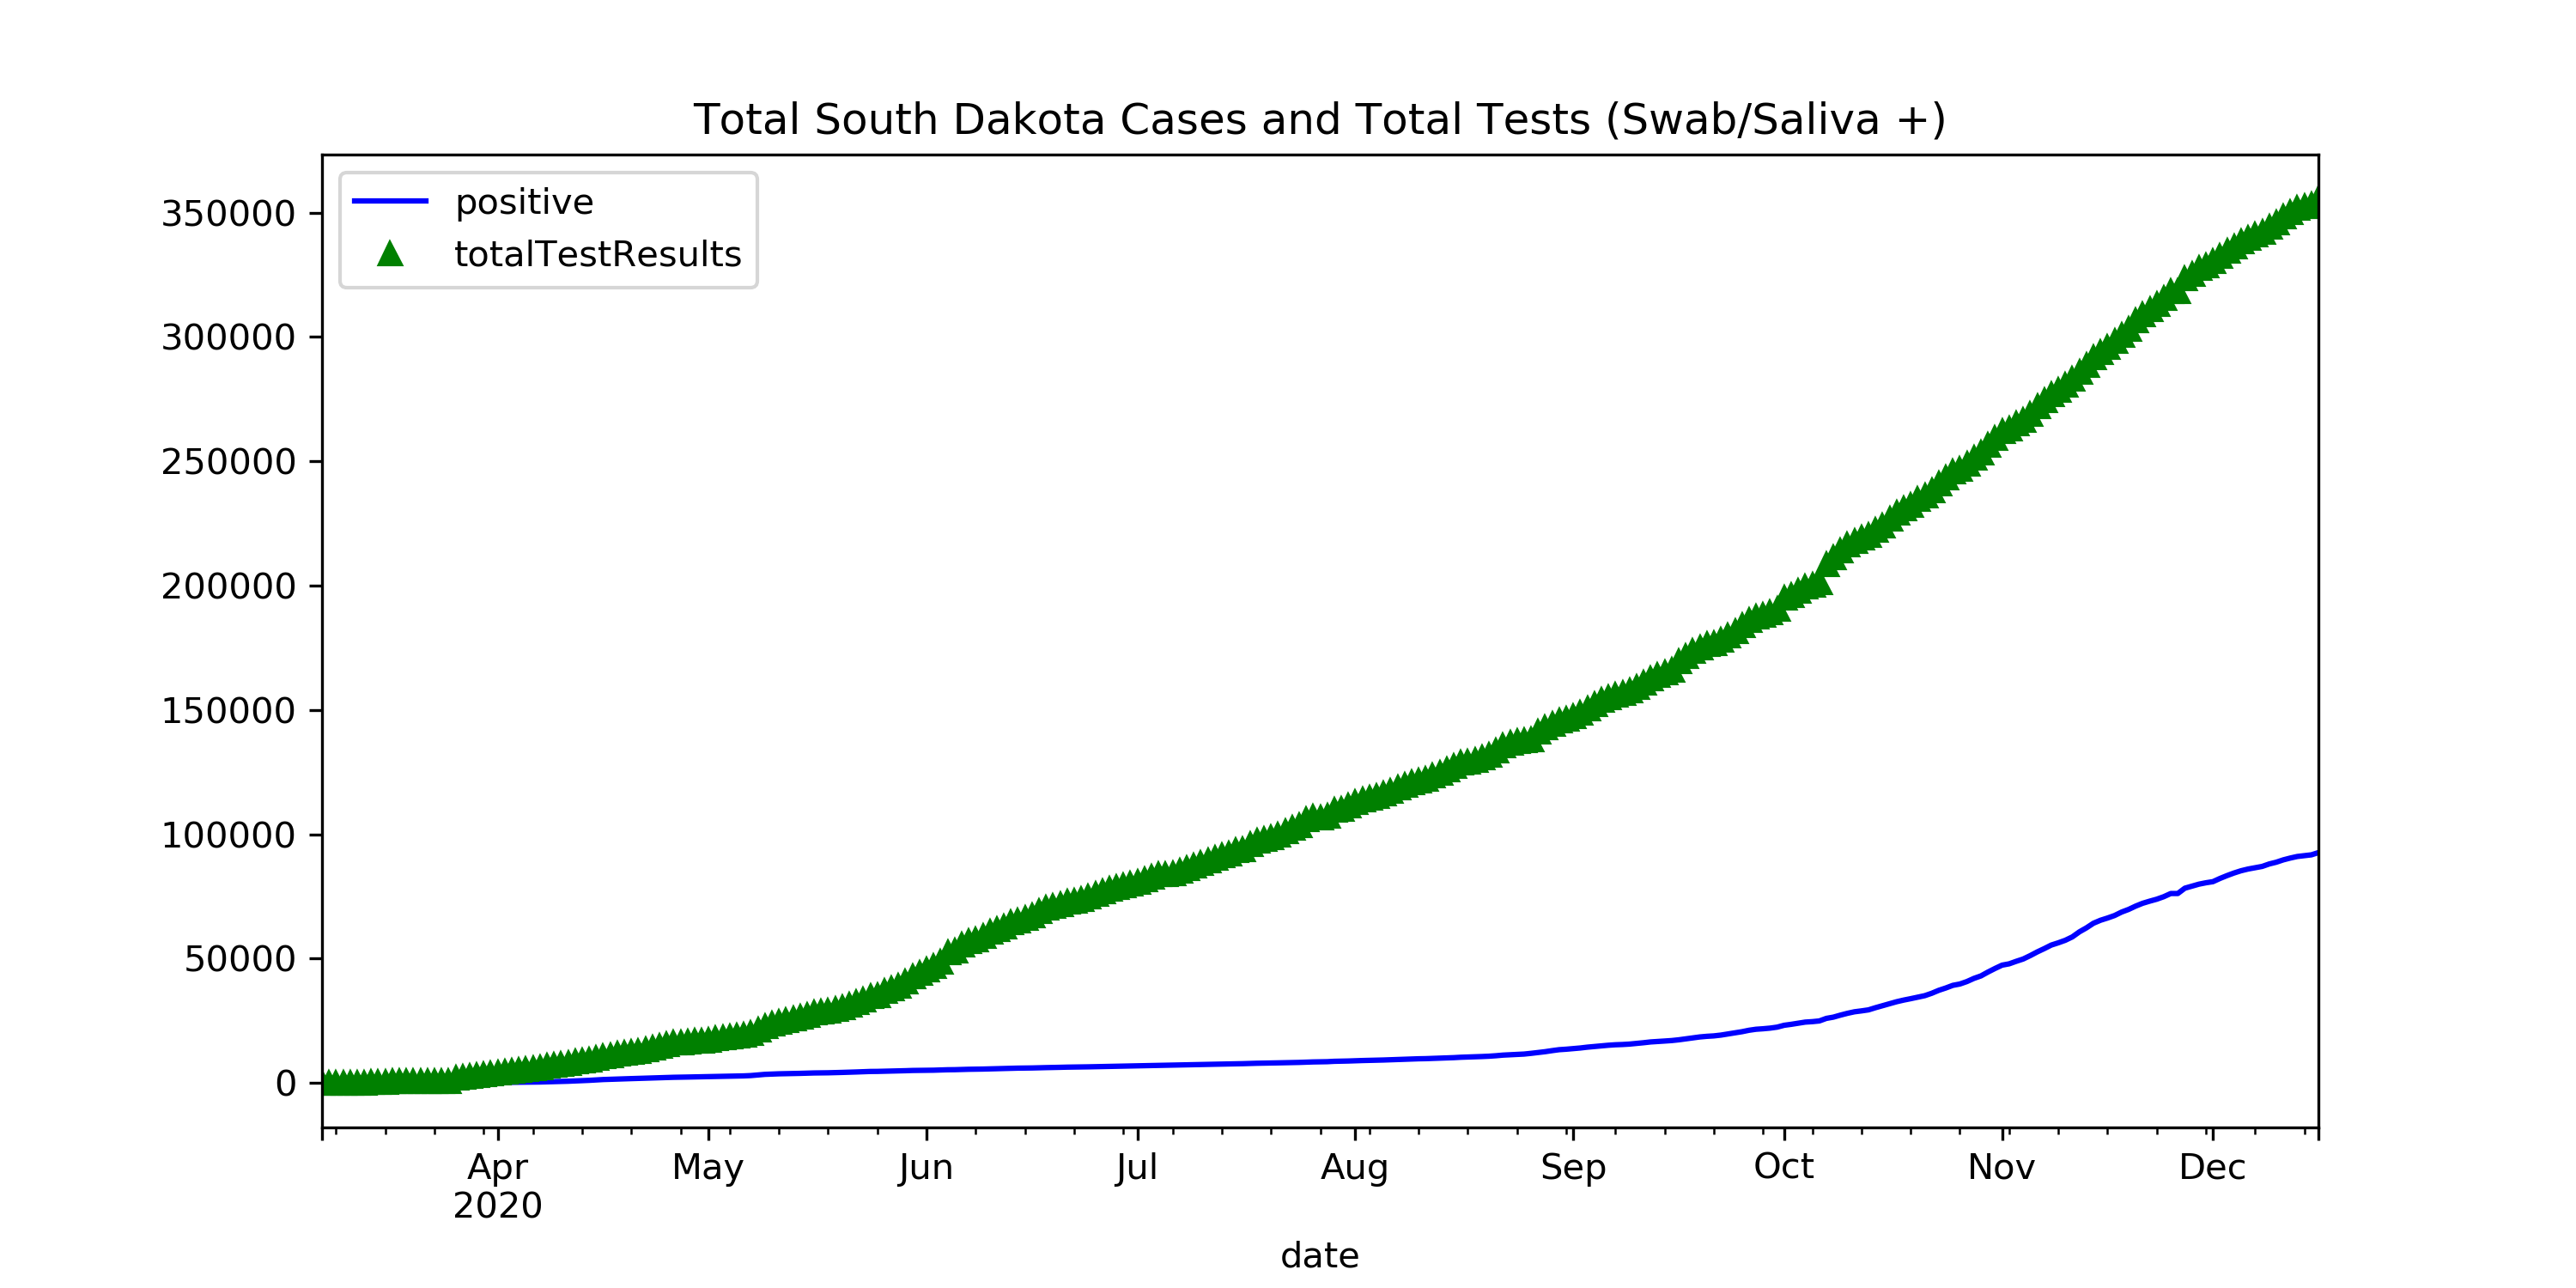 Total South Dakota Cases and Total Tests (Swab/Saliva +)
positive
totalTestResults
350000
300000
250000
200000
150000
100000
50000
0
Apr May Jun Jul Aug Sep Oct Nov Dec
2020
date